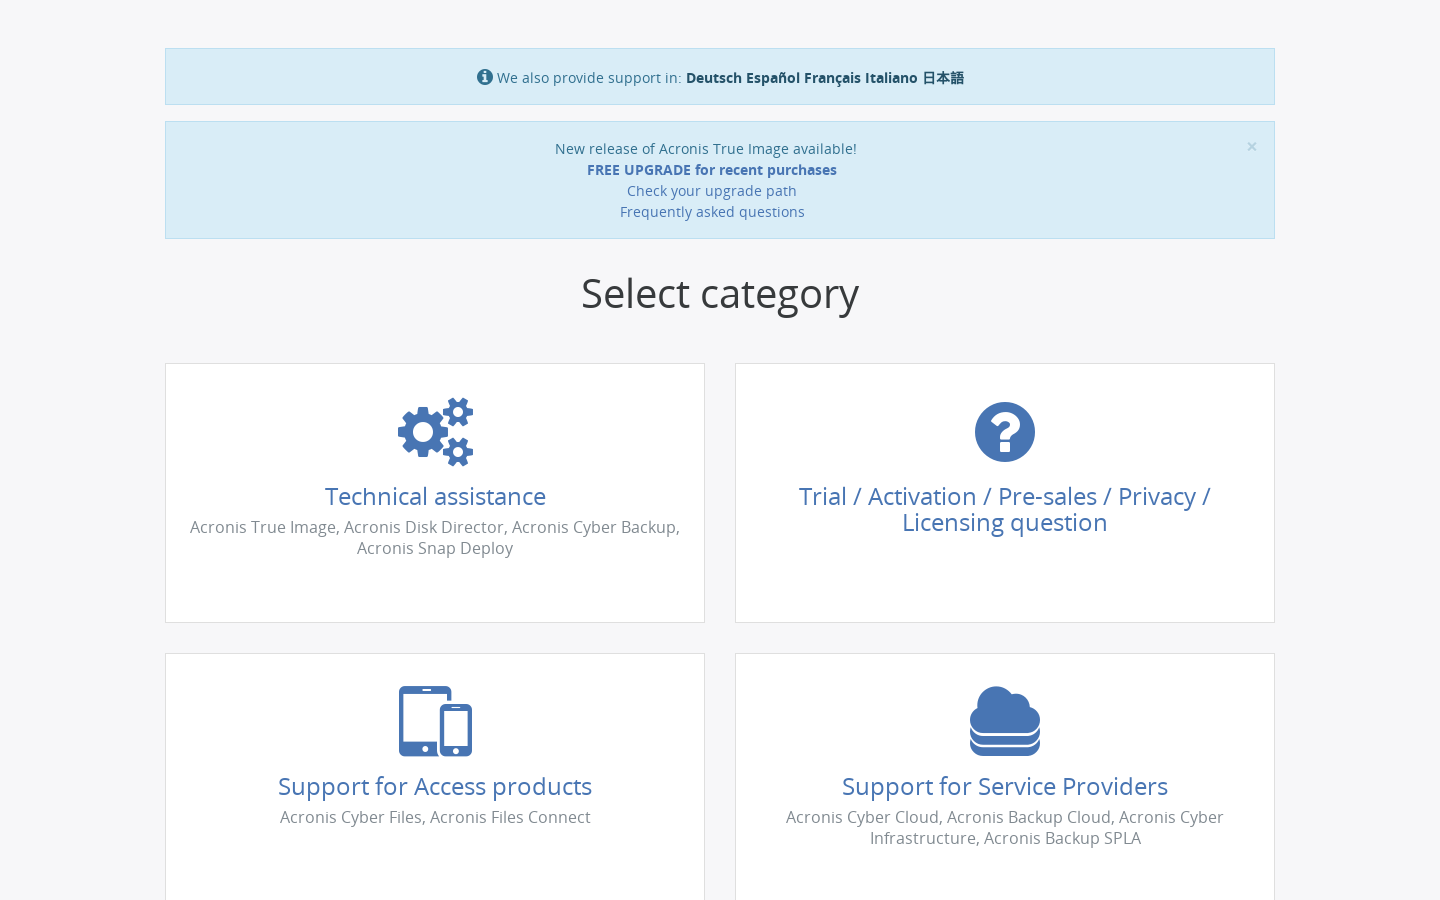 We also provide support in: Deutsch Español Français Italiano 日本語
New release of Acronis True Image available!
×
FREE UPGRADE for recent purchases
Check your upgrade path
Frequently asked questions
Select category
Technical assistance
Acronis True Image, Acronis Disk Director, Acronis Cyber Backup,
Acronis Snap Deploy
Trial / Activation / Pre-sales / Privacy /
Licensing question
Support for Access products
Acronis Cyber Files, Acronis Files Connect
Support for Service Providers
Acronis Cyber Cloud, Acronis Backup Cloud, Acronis Cyber
Infrastructure, Acronis Backup SPLA